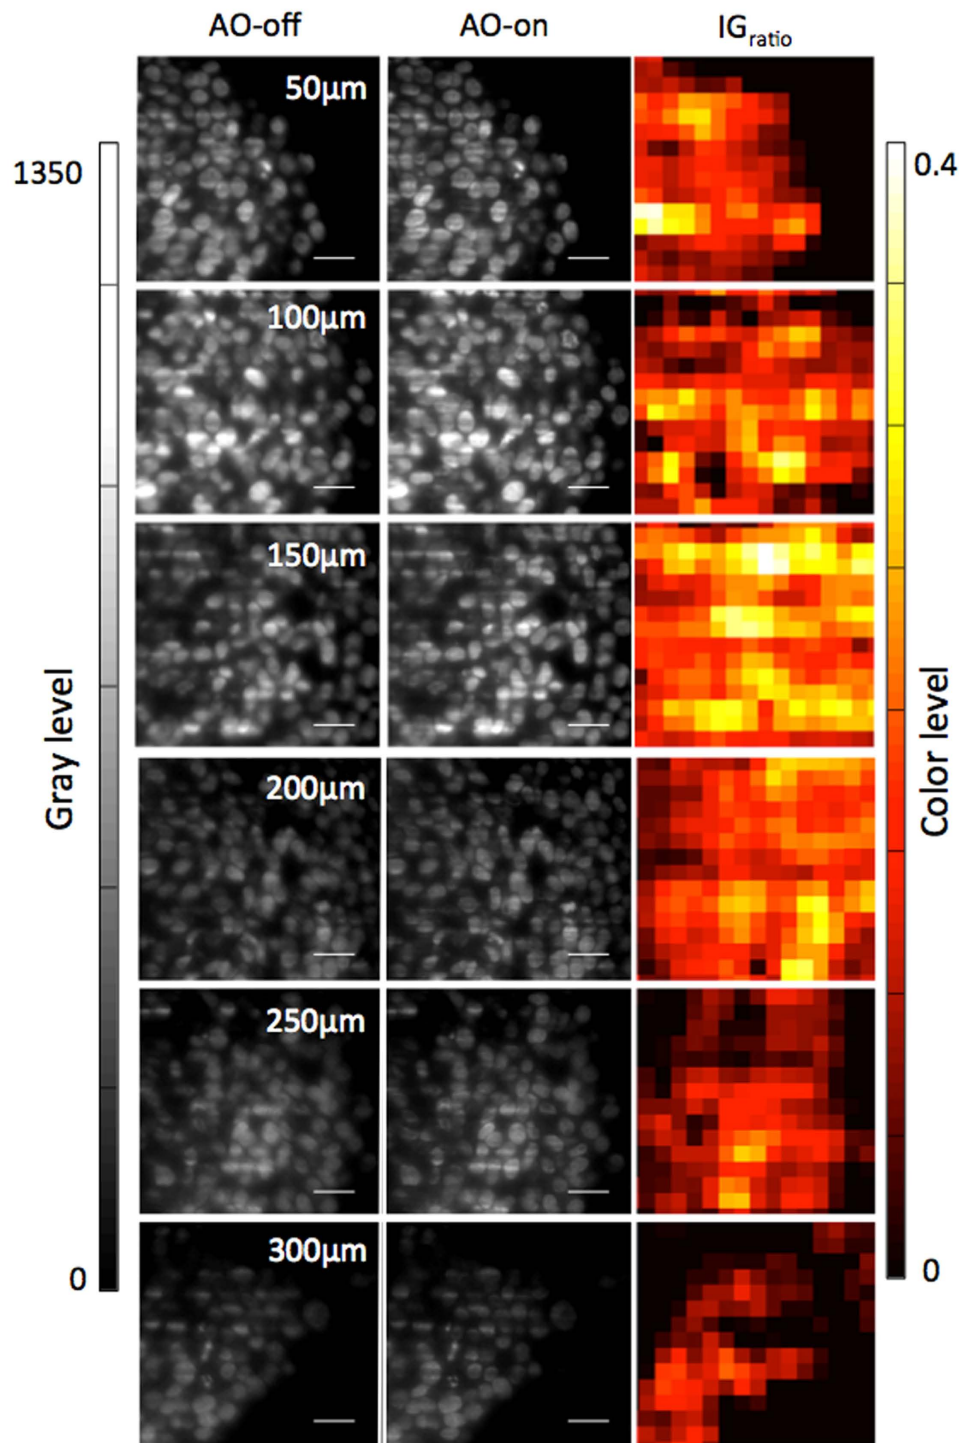 AO-off AO-on IGratio
50μm
1350
0.4
100μm
150μm
Gray level
Color level
200μm
250μm
300μm
0
0